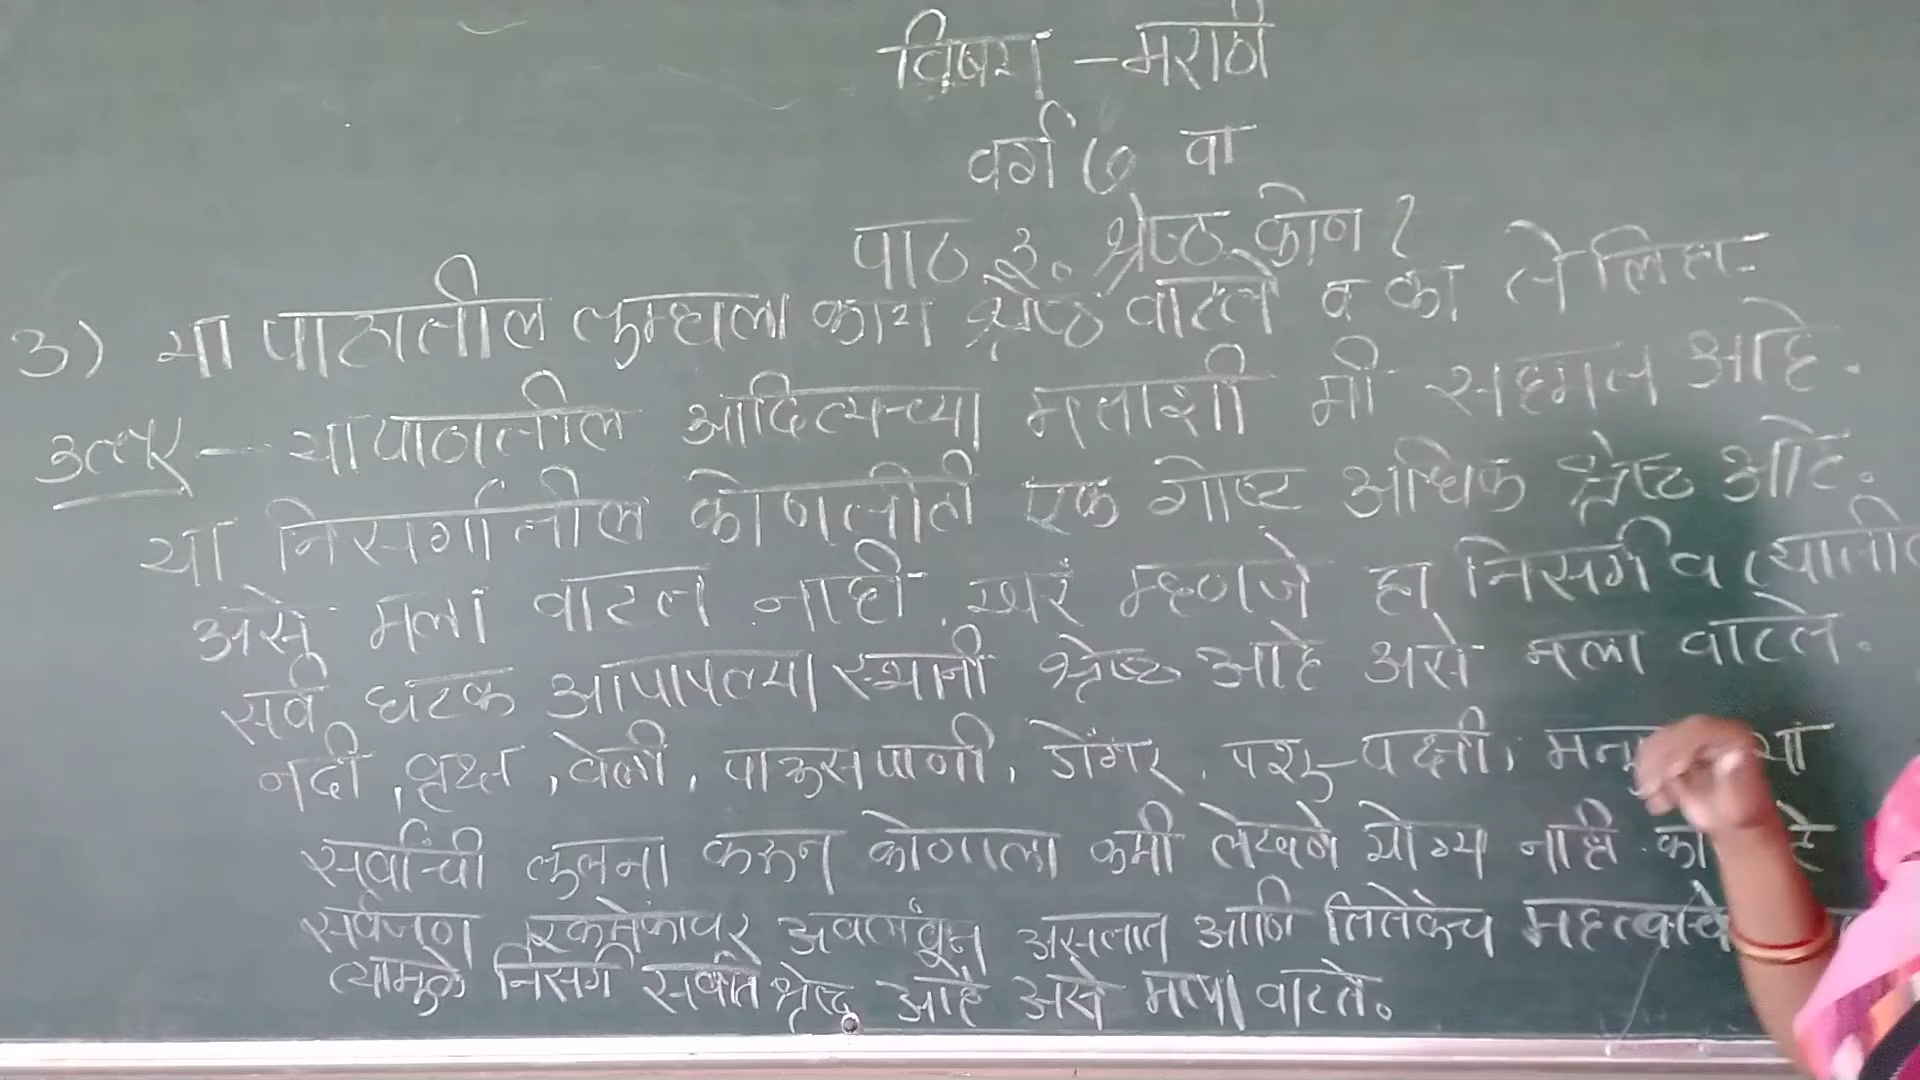 विषय - मराठी
वर्ग ७ वा
पाठ ३. श्रेष्ठ कोण ?
3) या पाठातील तुम्हाला काय श्रेष्ठ वाटले व का ते लिहा-
उत्तर - या पाठातील आदित्यच्या मताशी मी सहमत आहे.
या निसर्गातील कोणतीही एक गोष्ट अधिक श्रेष्ठ आहे.
असे मला वाटत नाही. खरं म्हणजे हा निसर्ग व त्यातील
सर्व घटक आपापल्या स्थानी श्रेष्ठ आहे असे मला वाटते.
नदी, वृक्ष, वेली, पाऊसपाणी, डोंगर, पशु-पक्षी, या
सर्वांची तुलना करून कोणाला कमी लेखणे योग्य नाही.
सर्वजण एकमेकांवर अवलंबून असतात आणि तितकेच महत्वाचे
त्यामुळे निसर्ग सर्वात श्रेष्ठ आहे असे मला वाटते.